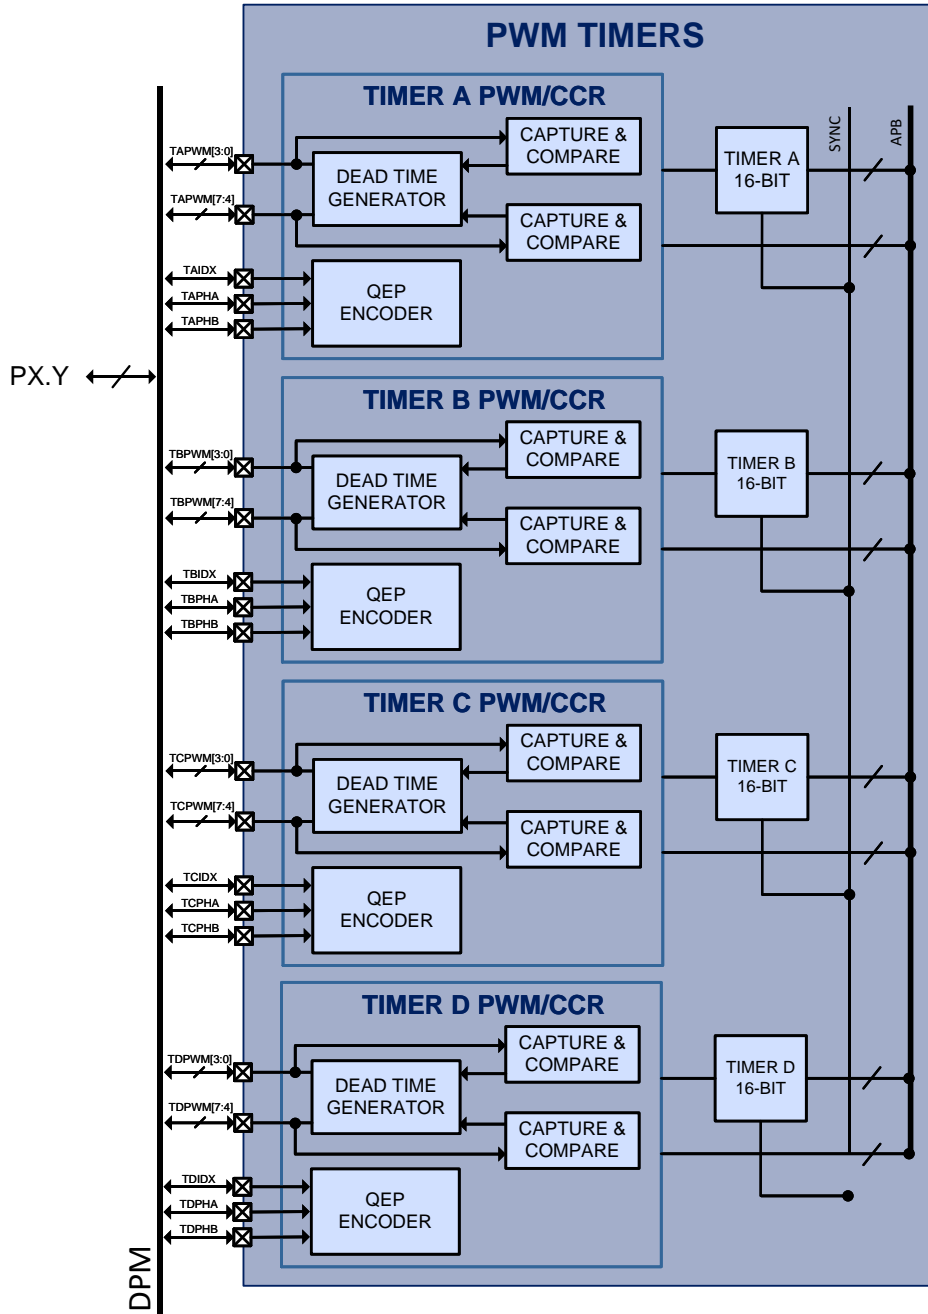 PWM TIMERS
TIMER A PWM/CCR
SYNC
APB
TAPWM[3:0]
CAPTURE &
COMPARE
DEAD TIME
GENERATOR
TIMER A
16-BIT
TAPWM[7:4]
CAPTURE &
COMPARE
TAIDX
TAPHA
TAPHB
QEP
ENCODER
PX.Y
TIMER B PWM/CCR
TBPWM[3:0]
CAPTURE &
COMPARE
DEAD TIME
GENERATOR
TIMER B
16-BIT
TBPWM[7:4]
CAPTURE &
COMPARE
TBIDX
TBPHA
TBPHB
QEP
ENCODER
TIMER C PWM/CCR
TCPWM[3:0]
CAPTURE &
COMPARE
DEAD TIME
GENERATOR
TIMER C
16-BIT
TCPWM[7:4]
CAPTURE &
COMPARE
TCIDX
TCPHA
TCPHB
QEP
ENCODER
TIMER D PWM/CCR
TDPWM[3:0]
CAPTURE &
COMPARE
DEAD TIME
GENERATOR
TIMER D
16-BIT
TDPWM[7:4]
CAPTURE &
COMPARE
TDIDX
TDPHA
TDPHB
QEP
ENCODER
DPM